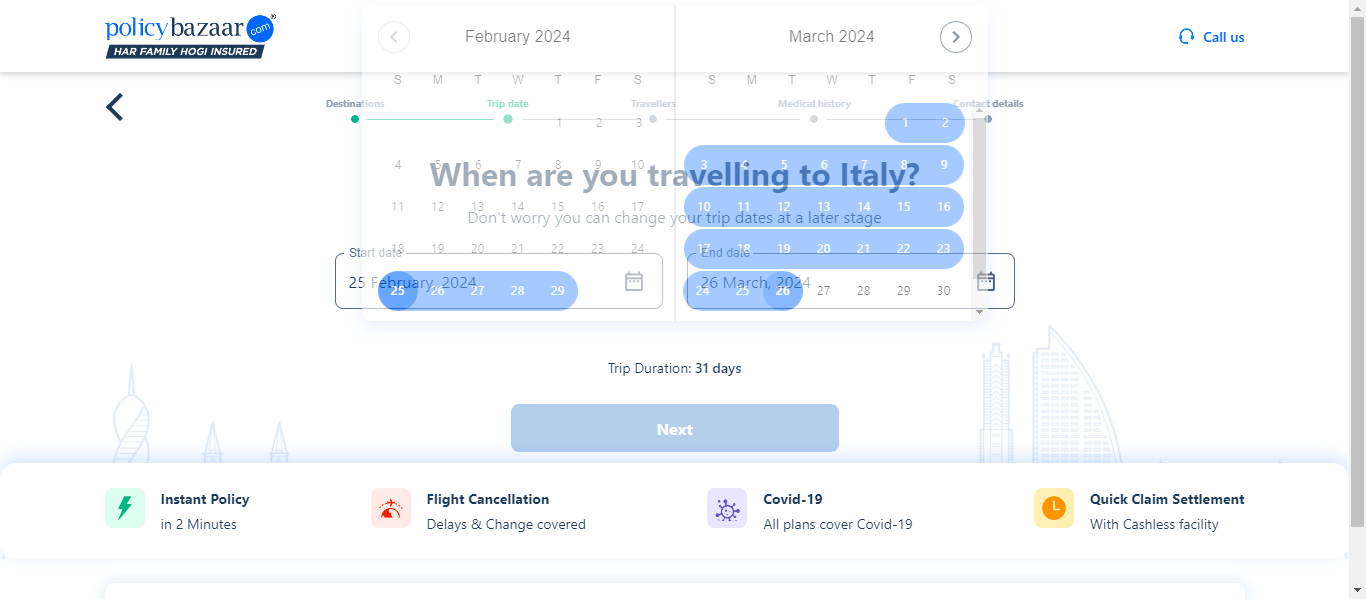 policybazaar.com®
HAR FAMILY HOGI INSURED
Call us
Destinations
Trip date
Travellers
Medical history
Contact details
When are you travelling to Italy?
Don't worry you can change your trip dates at a later stage
Start date
25 February, 2024
End date
26 March, 2024
February 2024
S M T W T F S
1 2 3
4 5 6 7 8 9 10
11 12 13 14 15 16 17
18 19 20 21 22 23 24
25 26 27 28 29
March 2024
S M T W T F S
1 2
3 4 5 6 7 8 9
10 11 12 13 14 15 16
17 18 19 20 21 22 23
24 25 26 27 28 29 30
Trip Duration: 31 days
Next
Instant Policy
in 2 Minutes
Flight Cancellation
Delays & Change covered
Covid-19
All plans cover Covid-19
Quick Claim Settlement
With Cashless facility